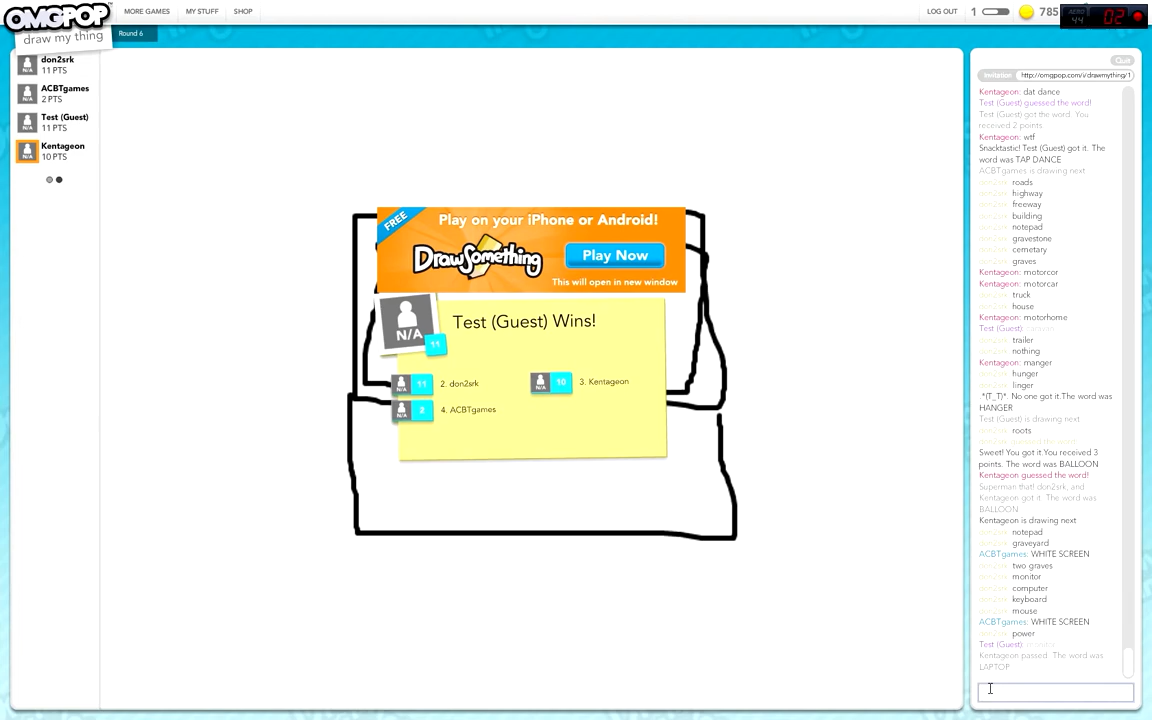 OMGPOP
draw my thing
MORE GAMES
MY STUFF
SHOP
LOG OUT
1
785
44
02
Round 6
don2srk
11 PTS
ACBTgames
2 PTS
Test (Guest)
11 PTS
Kentageon
10 PTS
FREE
Play on your iPhone or Android!
DrawSomething
Play Now
This will open in new window
N/A
11
Test (Guest) Wins!
N/A 11 2. don2srk
N/A 10 3. Kentageon
N/A 2 4. ACBTgames
Quit
Invitation http://omgpop.com/i/drawmything/1
Kentageon: dat dance
Test (Guest) guessed the word!
Test (Guest) got the word. You
received 2 points.
Kentageon: wtf
Snacktastic! Test (Guest) got it. The
word was TAP DANCE
ACBTgames is drawing next
don2srk: roads
don2srk: highway
don2srk: freeway
don2srk: building
don2srk: notepad
don2srk: gravestone
don2srk: cemetary
don2srk: graves
Kentageon: motorcor
Kentageon: motorcar
don2srk: truck
don2srk: house
Kentageon: motorhome
Test (Guest): caravan
don2srk: trailer
don2srk: nothing
Kentageon: manger
don2srk: hunger
don2srk: linger
*(T_T)*. No one got it.The word was
HANGER
Test (Guest) is drawing next
don2srk: roots
don2srk guessed the word!
Sweet! You got it.You received 3
points. The word was BALLOON
Kentageon guessed the word!
Superman that! don2srk, and
Kentageon got it. The word was
BALLOON
Kentageon is drawing next
don2srk: notepad
don2srk: graveyard
ACBTgames: WHITE SCREEN
don2srk: two graves
don2srk: monitor
don2srk: computer
don2srk: keyboard
don2srk: mouse
ACBTgames: WHITE SCREEN
don2srk: power
Test (Guest):
Kentageon passed. The word was
LAPTOP